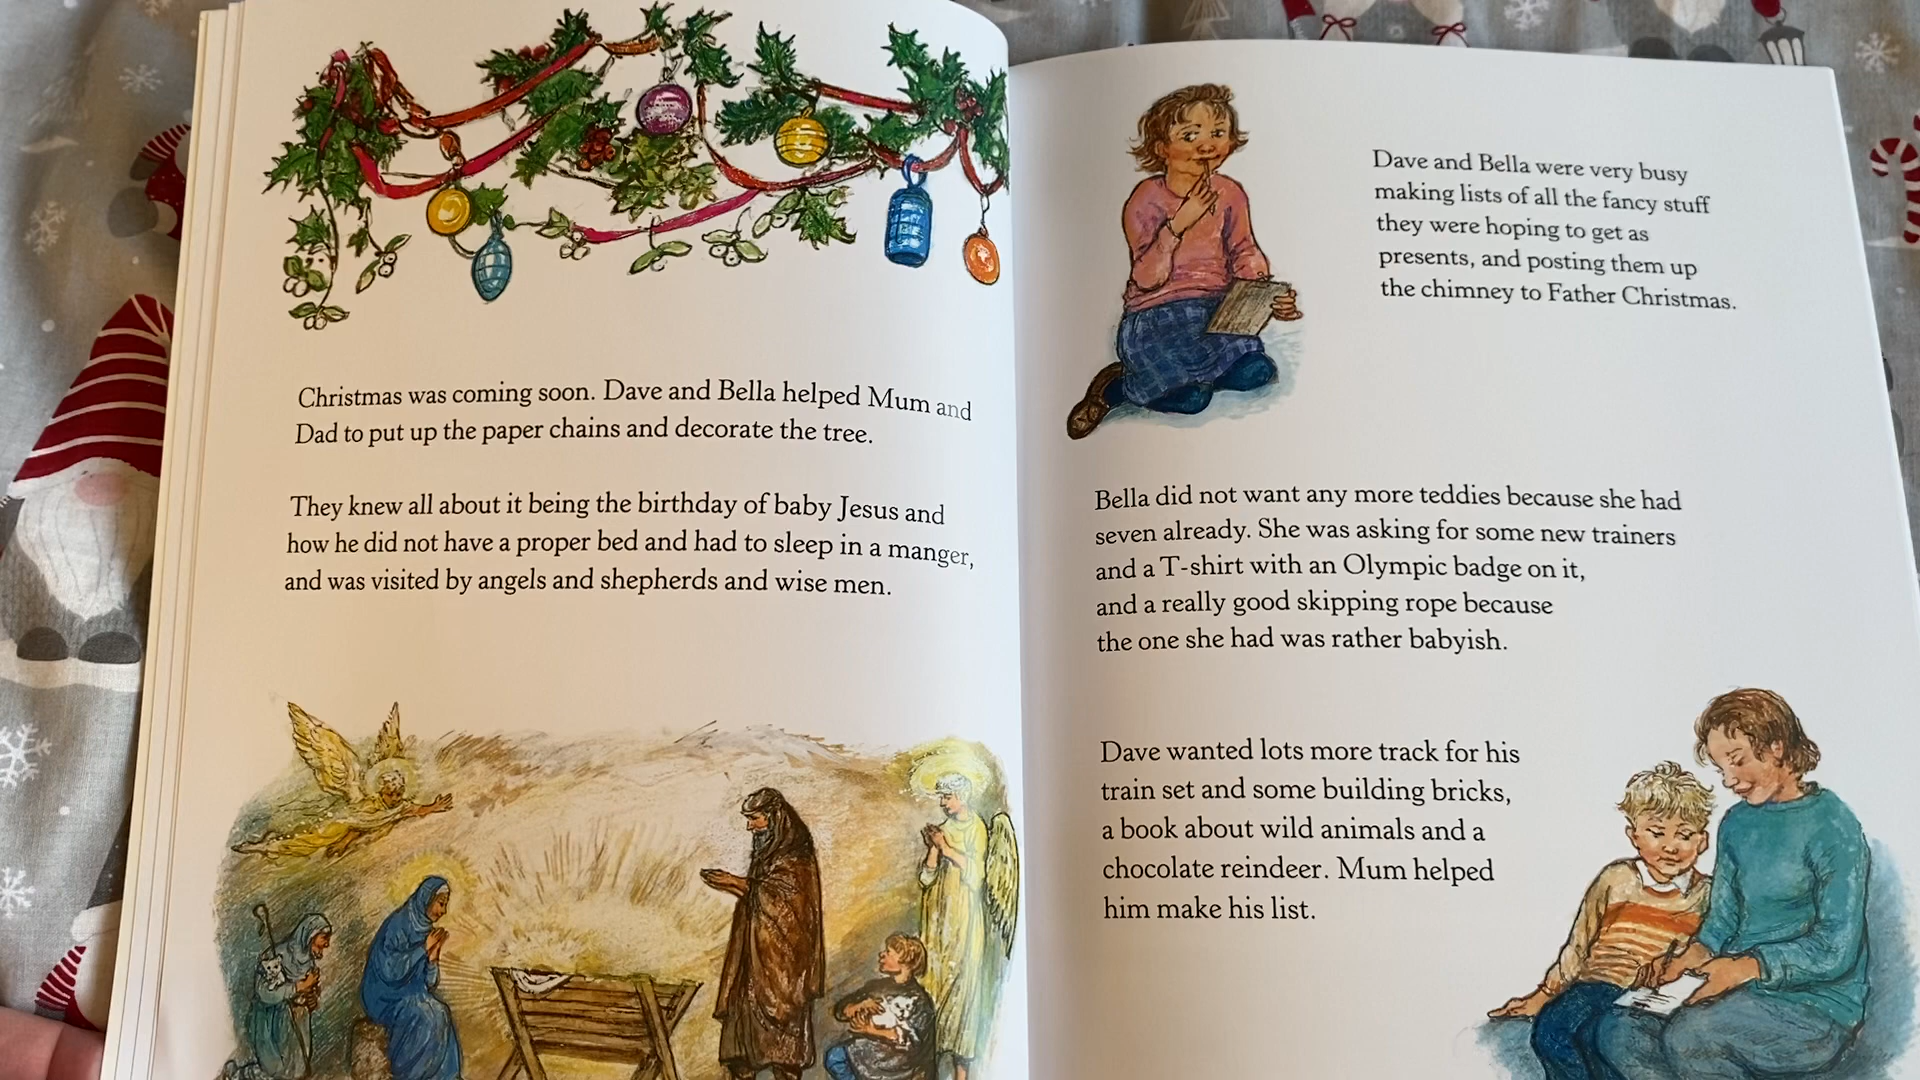 Christmas was coming soon. Dave and Bella helped Mum and
Dad to put up the paper chains and decorate the tree.
They knew all about it being the birthday of baby Jesus and
how he did not have a proper bed and had to sleep in a manger,
and was visited by angels and shepherds and wise men.
Dave and Bella were very busy
making lists of all the fancy stuff
they were hoping to get as
presents, and posting them up
the chimney to Father Christmas.
Bella did not want any more teddies because she had
seven already. She was asking for some new trainers
and a T-shirt with an Olympic badge on it,
and a really good skipping rope because
the one she had was rather babyish.
Dave wanted lots more track for his
train set and some building bricks,
a book about wild animals and a
chocolate reindeer. Mum helped
him make his list.